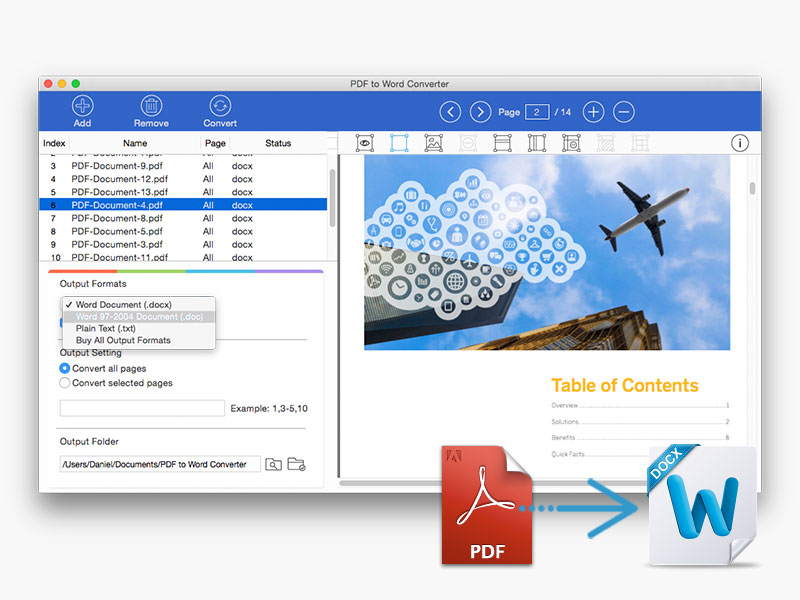 PDF to Word Converter
Add Remove Convert
Page 2 / 14
Index Name Page Status
3 PDF-Document-9.pdf All docx
4 PDF-Document-12.pdf All docx
5 PDF-Document-13.pdf All docx
6 PDF-Document-4.pdf All docx
7 PDF-Document-8.pdf All docx
8 PDF-Document-5.pdf All docx
9 PDF-Document-3.pdf All docx
10 PDF-Document-11.pdf All docx
Output Formats
✓ Word Document (.docx)
Word 97-2004 Document (.doc)
Plain Text (.txt)
Buy All Output Formats
Output Setting
Convert all pages
Convert selected pages
Example: 1,3-5,10
Output Folder
/Users/Daniel/Documents/PDF to Word Converter
Table of Contents
Overview 1
Solutions 2
Benefits 8
Quick Facts
PDF
DOCX
W